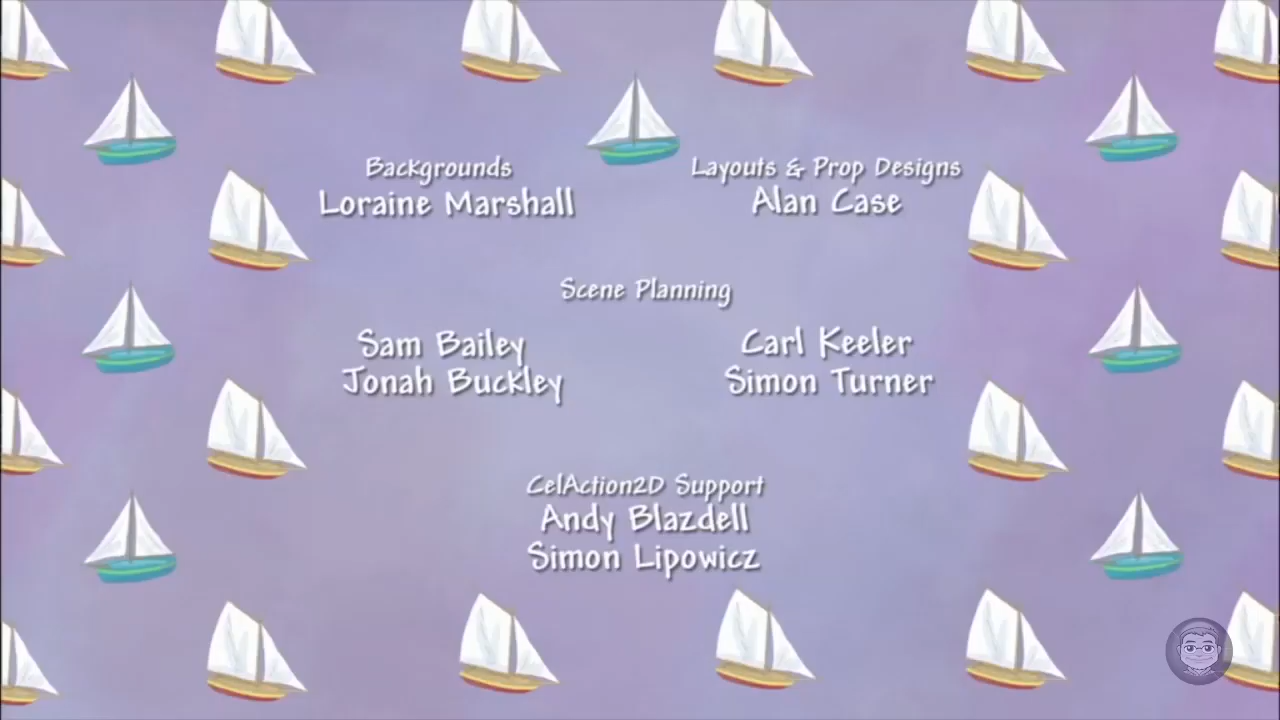 Backgrounds
Loraine Marshall
Layouts & Prop Designs
Alan Case
Scene Planning
Sam Bailey
Jonah Buckley
Carl Keeler
Simon Turner
CelAction2D Support
Andy Blazdell
Simon Lipowicz